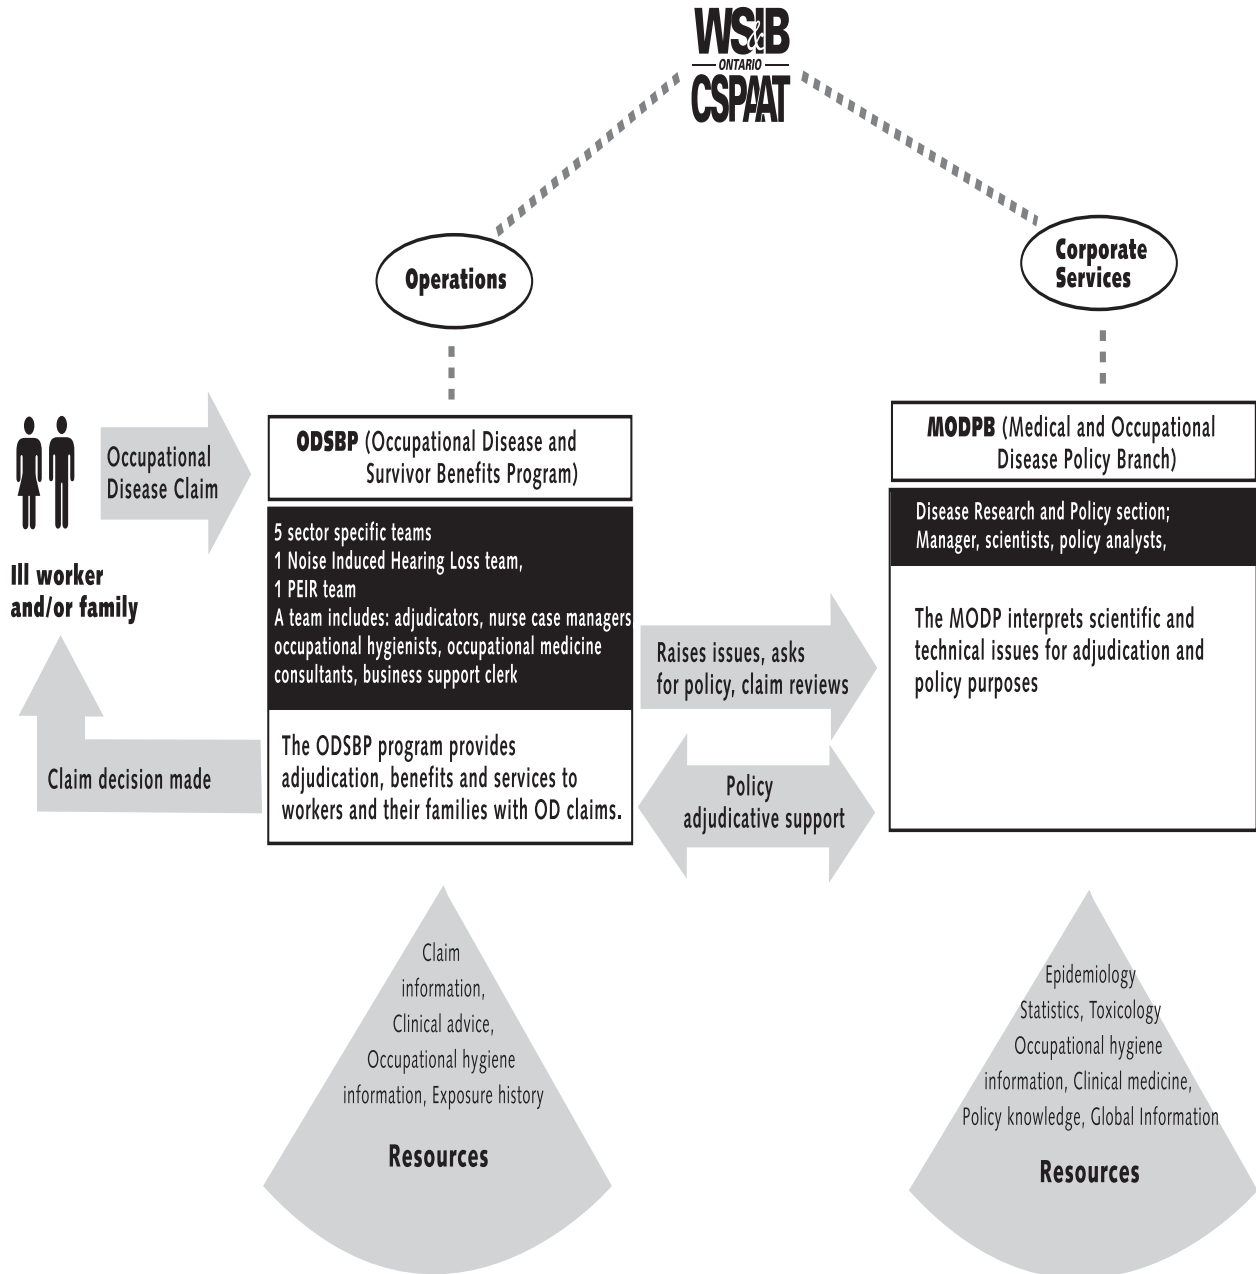 WS&IB
ONTARIO
CSPAAT
Operations
Corporate
Services
Occupational
Disease Claim
Ill worker
and/or family
Claim decision made
ODSBP (Occupational Disease and
Survivor Benefits Program)
5 sector specific teams
1 Noise Induced Hearing Loss team,
1 PEIR team
A team includes: adjudicators, nurse case managers
occupational hygienists, occupational medicine
consultants, business support clerk
The ODSBP program provides
adjudication, benefits and services to
workers and their families with OD claims.
Raises issues, asks
for policy, claim reviews
Policy
adjudicative support
MODPB (Medical and Occupational
Disease Policy Branch)
Disease Research and Policy section;
Manager, scientists, policy analysts,
The MODP interprets scientific and
technical issues for adjudication and
policy purposes
Claim
information,
Clinical advice,
Occupational hygiene
information, Exposure history
Resources
Epidemiology
Statistics, Toxicology
Occupational hygiene
information, Clinical medicine,
Policy knowledge, Global Information
Resources